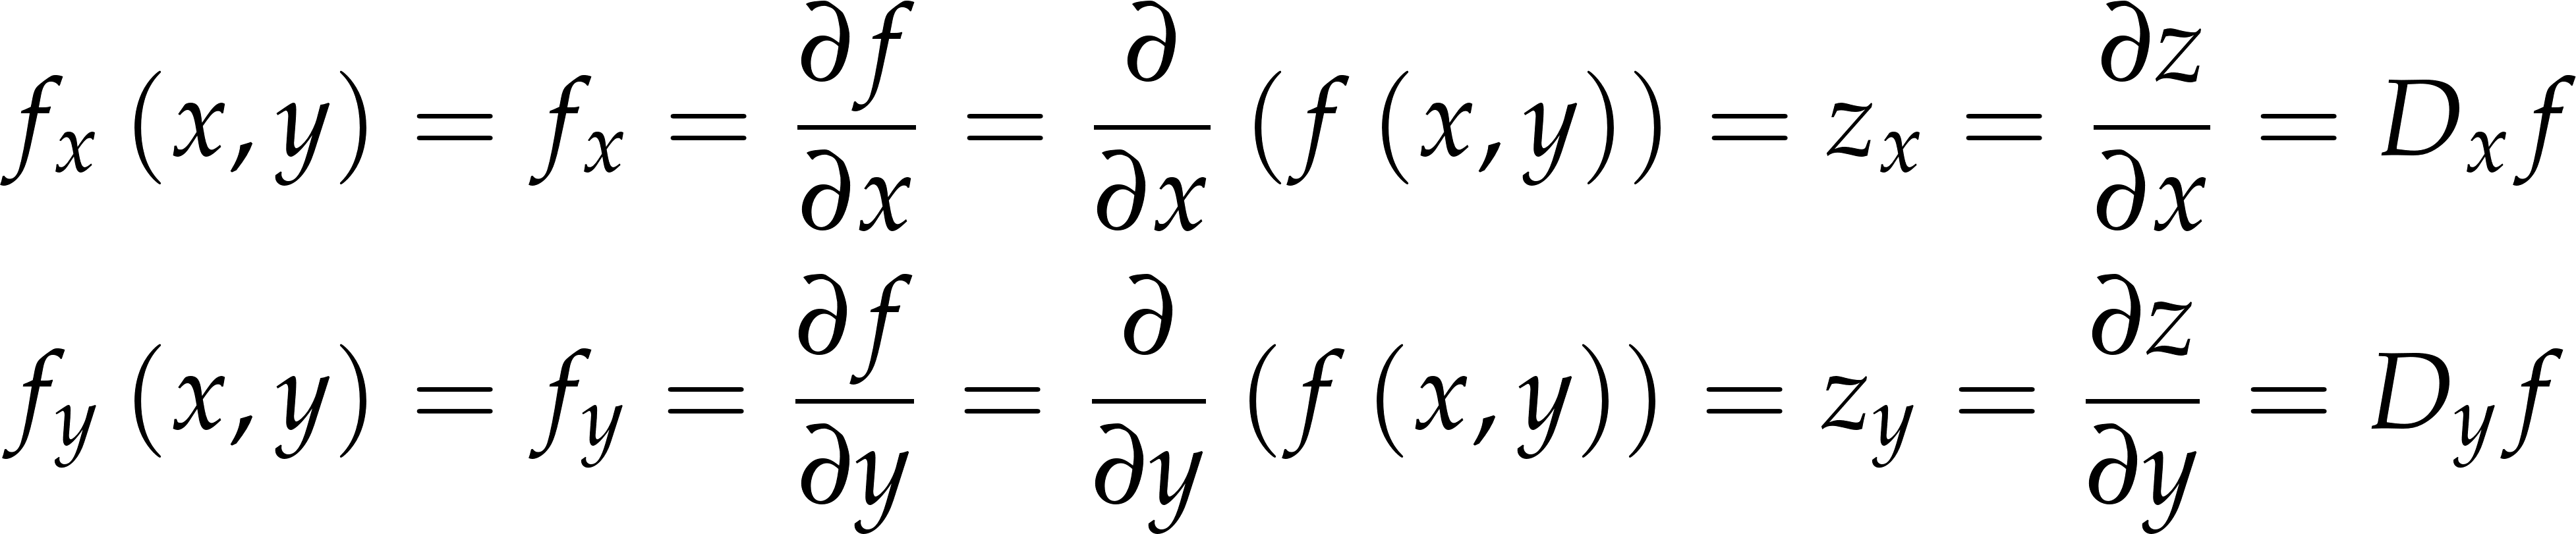 f_x (x, y) = f_x = ∂f/∂x = ∂/∂x (f (x, y)) = z_x = ∂z/∂x = D_x f
f_y (x, y) = f_y = ∂f/∂y = ∂/∂y (f (x, y)) = z_y = ∂z/∂y = D_y f